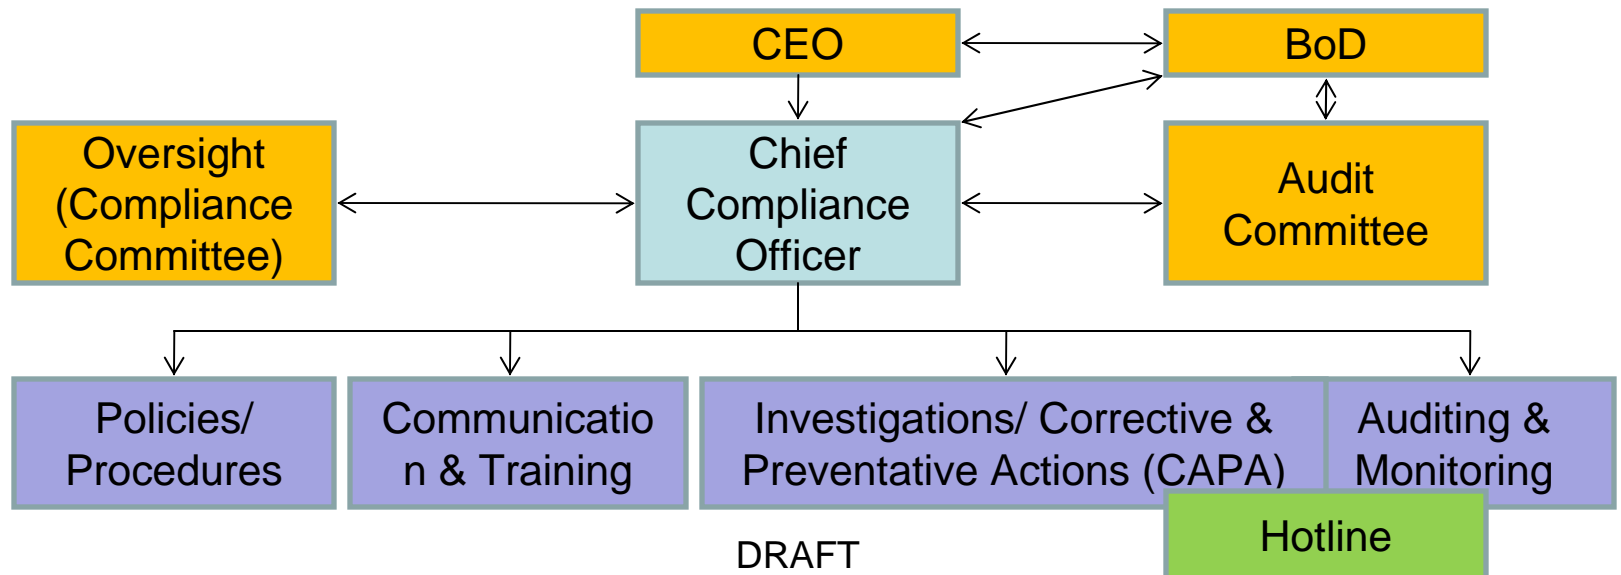 CEO
BoD
Oversight
(Compliance
Committee)
Chief
Compliance
Officer
Audit
Committee
Policies/
Procedures
Communicatio
n & Training
Investigations/ Corrective &
Preventative Actions (CAPA)
Auditing &
Monitoring
Hotline
DRAFT